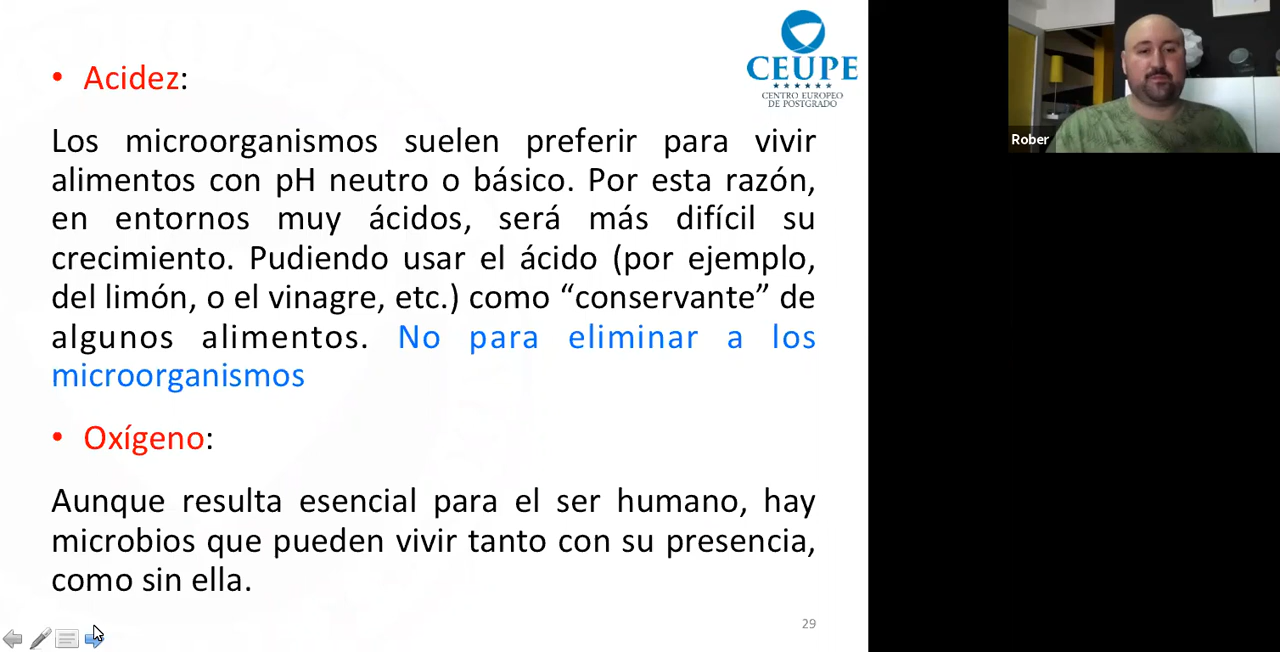 • Acidez:
Los microorganismos suelen preferir para vivir
alimentos con pH neutro o básico. Por esta razón,
en entornos muy ácidos, será más difícil su
crecimiento. Pudiendo usar el ácido (por ejemplo,
del limón, o el vinagre, etc.) como “conservante” de
algunos alimentos. No para eliminar a los
microorganismos
• Oxígeno:
Aunque resulta esencial para el ser humano, hay
microbios que pueden vivir tanto con su presencia,
como sin ella.
29
CEUPE
CENTRO EUROPEO
DE POSTGRADO
Rober